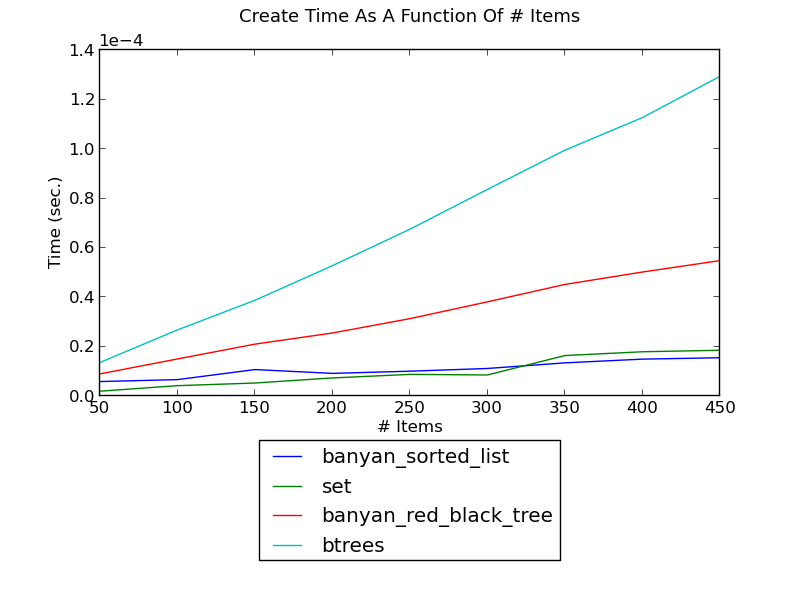 Create Time As A Function Of # Items
1e−4
1.4
1.2
1.0
0.8
0.6
0.4
0.2
0.0
Time (sec.)
50 100 150 200 250 300 350 400 450
# Items
banyan_sorted_list
set
banyan_red_black_tree
btrees